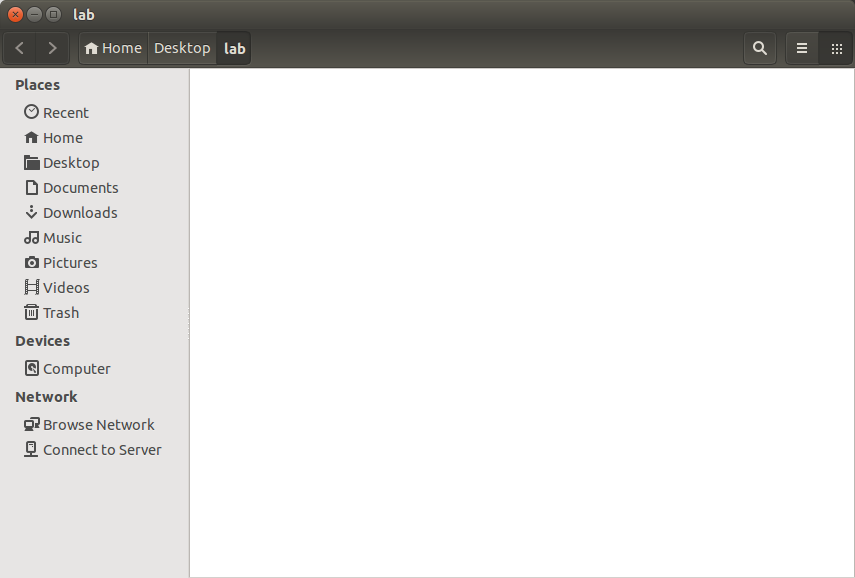 lab
Home Desktop lab
Places
Recent
Home
Desktop
Documents
Downloads
Music
Pictures
Videos
Trash
Devices
Computer
Network
Browse Network
Connect to Server